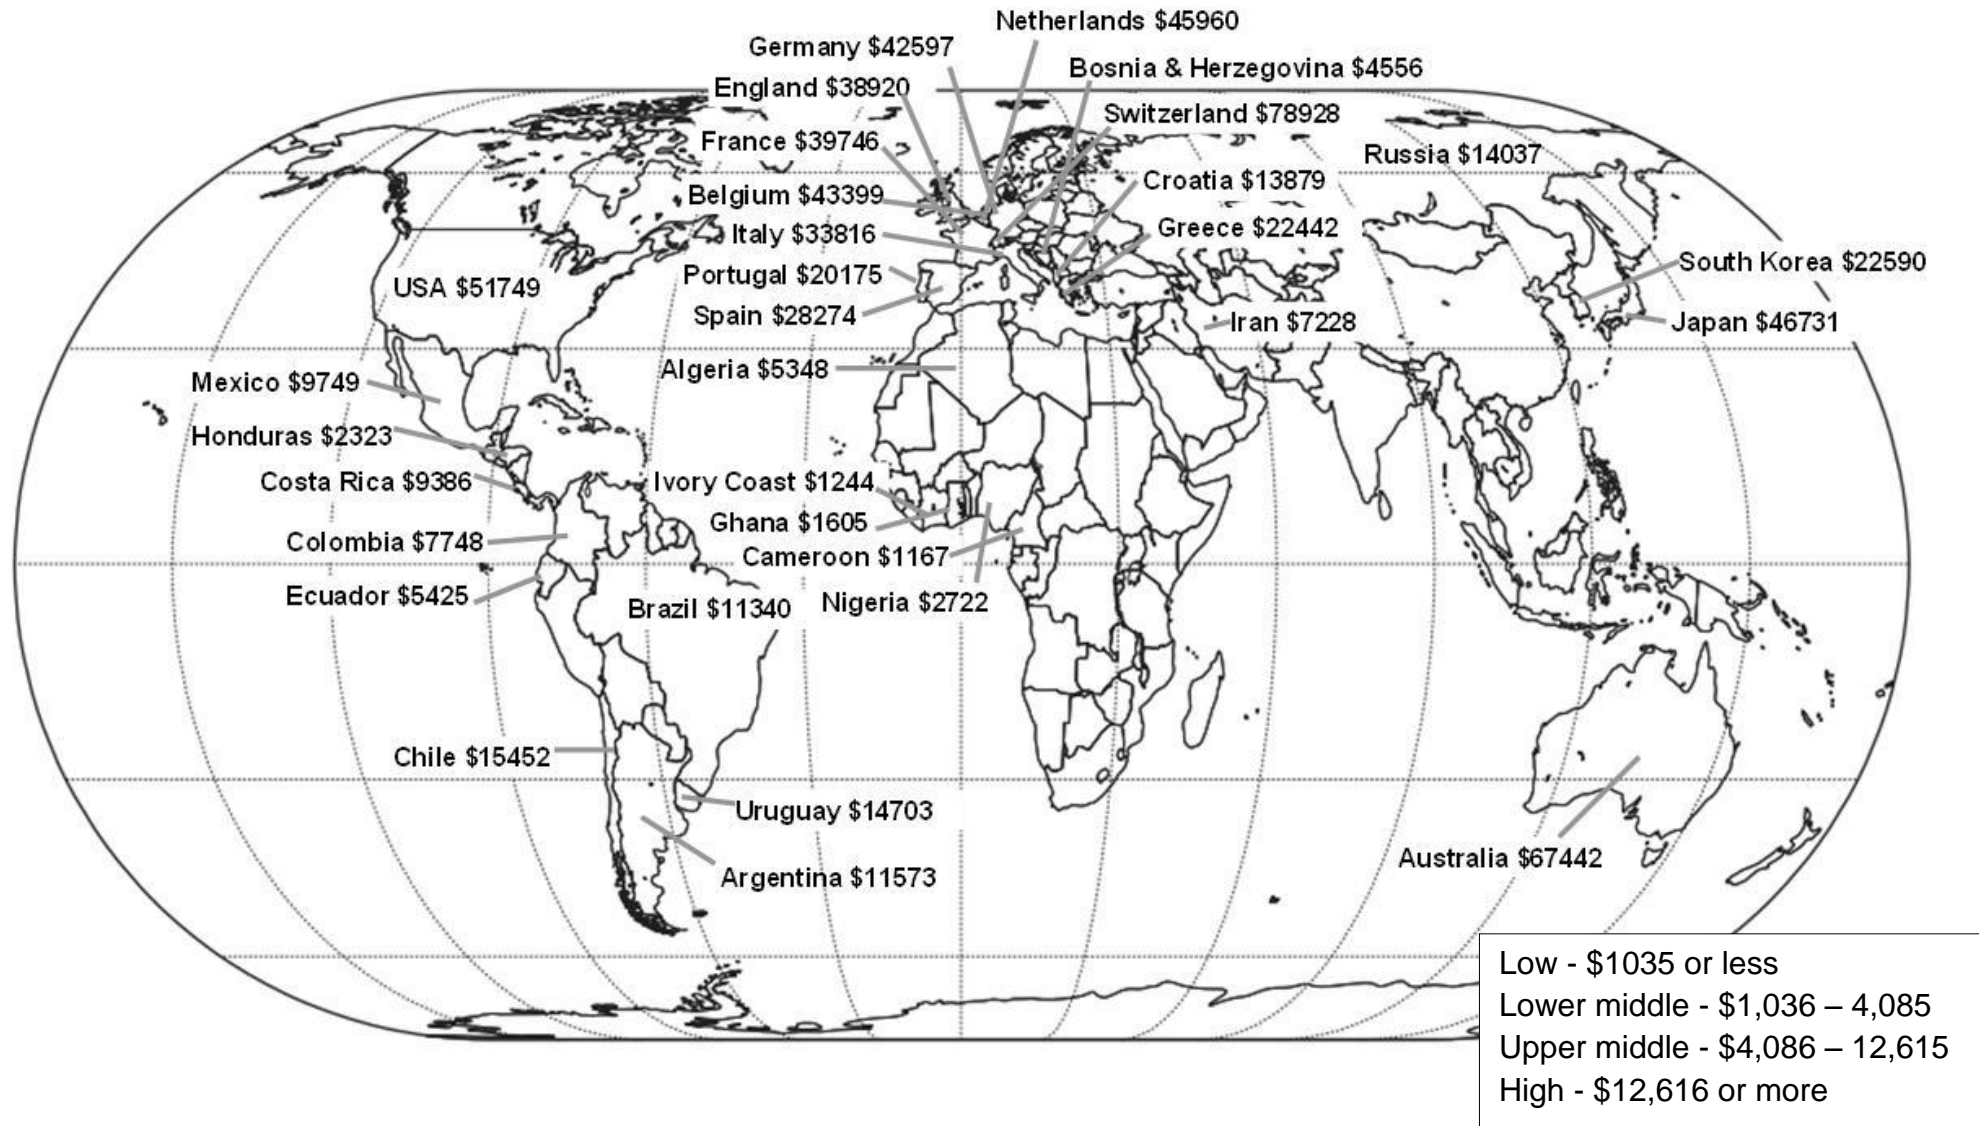 Netherlands $45960
Germany $42597
Bosnia & Herzegovina $4556
England $38920
Switzerland $78928
France $39746
Russia $14037
Croatia $13879
Belgium $43399
Greece $22442
Italy $33816
South Korea $22590
Portugal $20175
USA $51749
Spain $28274
Iran $7228
Japan $46731
Algeria $5348
Mexico $9749
Honduras $2323
Costa Rica $9386
Ivory Coast $1244
Ghana $1605
Colombia $7748
Cameroon $1167
Ecuador $5425
Brazil $11340
Nigeria $2722
Chile $15452
Uruguay $14703
Australia $67442
Argentina $11573
Low - $1035 or less
Lower middle - $1,036 – 4,085
Upper middle - $4,086 – 12,615
High - $12,616 or more